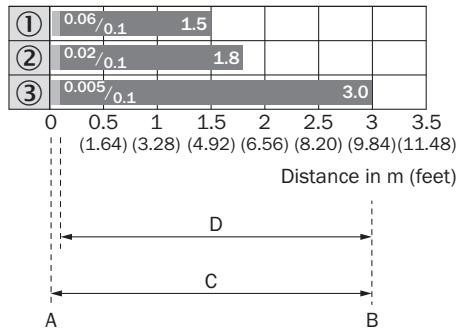 ① 0.06/0.1 1.5
② 0.02/0.1 1.8
③ 0.005/0.1 3.0
0 0.5 1 1.5 2 2.5 3 3.5
(1.64) (3.28) (4.92) (6.56) (8.20) (9.84) (11.48)
Distance in m (feet)
D
C
A B